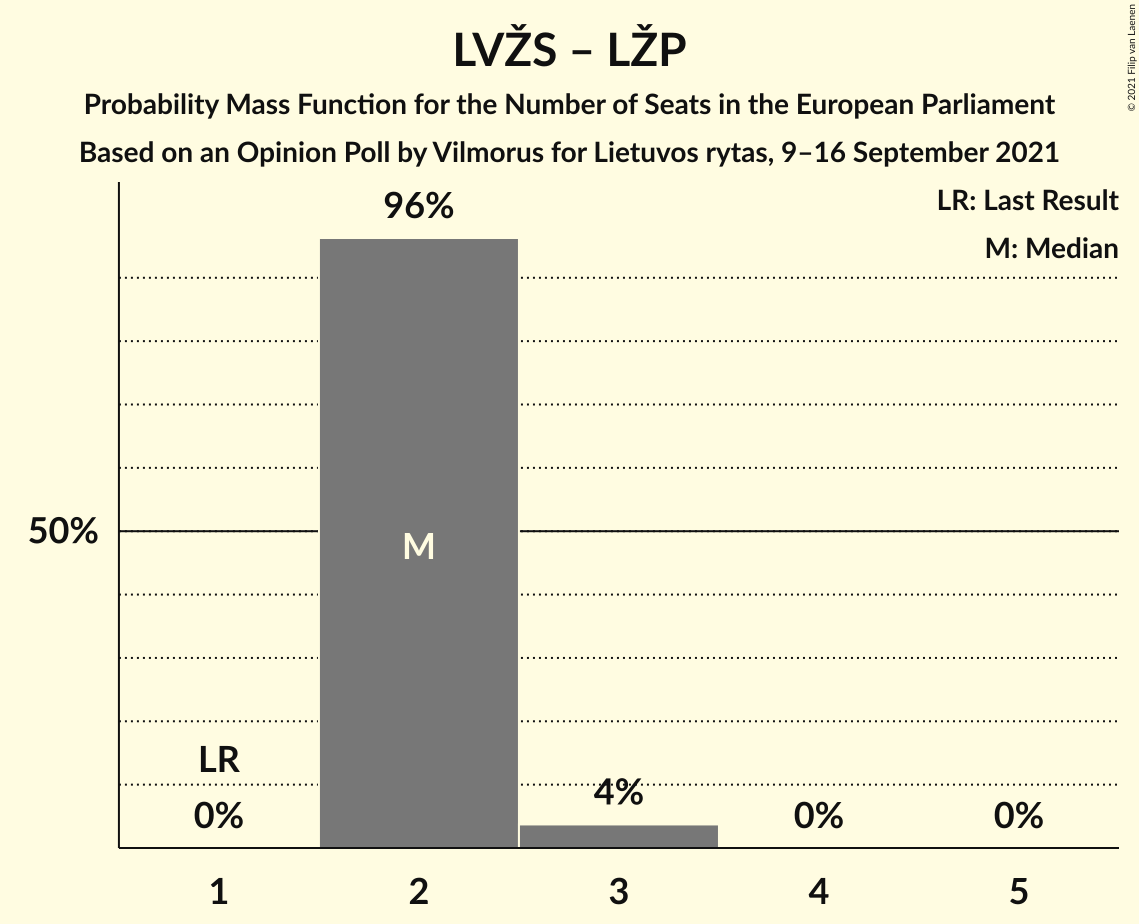 LVŽS – LŽP
Probability Mass Function for the Number of Seats in the European Parliament
Based on an Opinion Poll by Vilmorus for Lietuvos rytas, 9–16 September 2021
© 2021 Filip van Laenen
LR: Last Result
M: Median
96%
50%
M
LR
0%
4%
0%
0%
1
2
3
4
5